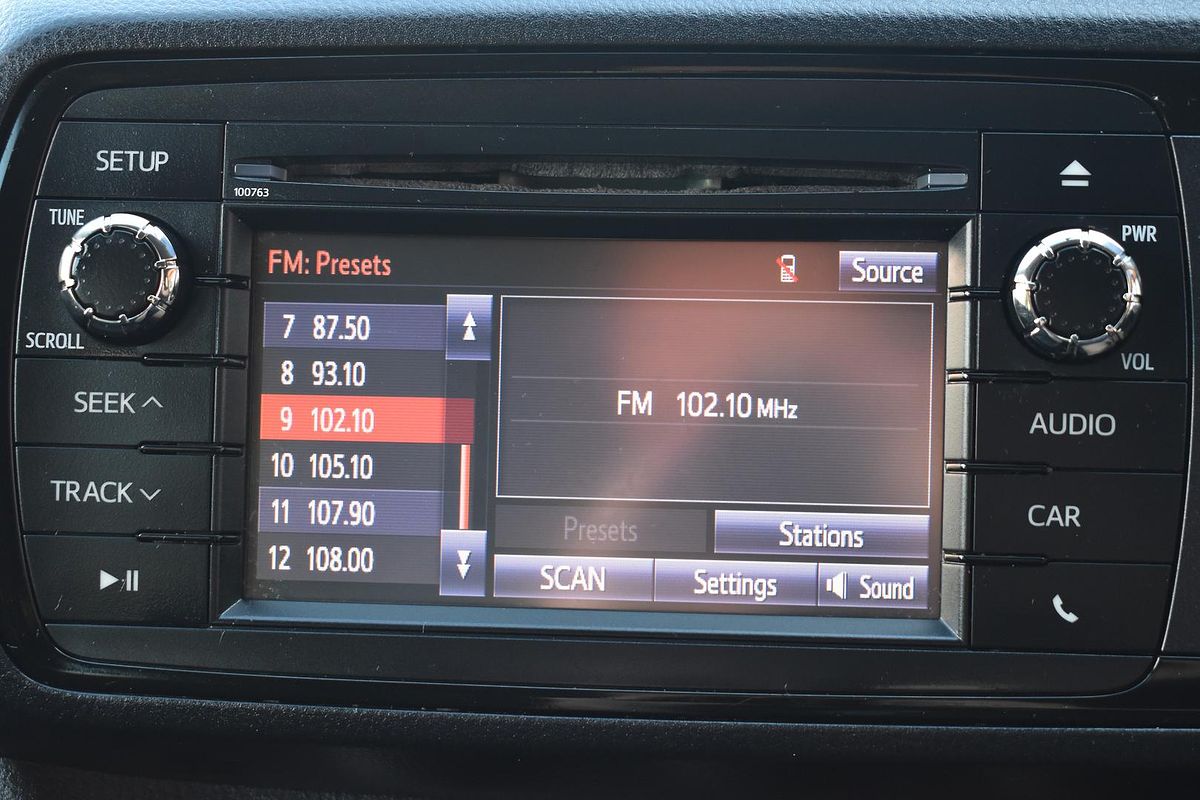 SETUP
100763
TUNE
SCROLL
SEEK
TRACK
FM: Presets
Source
7 87.50
8 93.10
9 102.10
10 105.10
11 107.90
12 108.00
FM 102.10 MHz
Presets
Stations
SCAN
Settings
Sound
PWR
VOL
AUDIO
CAR